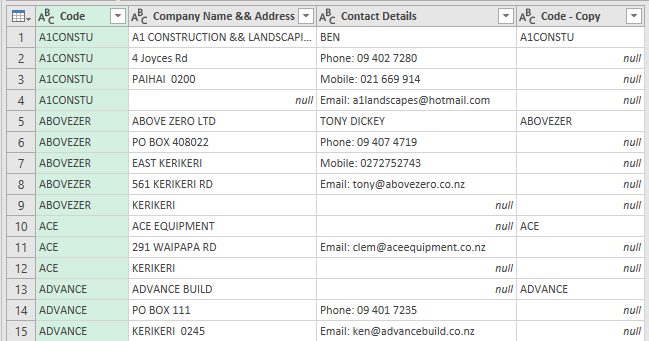 Code Company Name && Address Contact Details Code - Copy
1 A1CONSTU A1 CONSTRUCTION && LANDSCAPI... BEN A1CONSTU
2 A1CONSTU 4 Joyces Rd Phone: 09 402 7280 null
3 A1CONSTU PAIHAI  0200 Mobile: 021 669 914 null
4 A1CONSTU null Email: a1landscapes@hotmail.com null
5 ABOVEZER ABOVE ZERO LTD TONY DICKEY ABOVEZER
6 ABOVEZER PO BOX 408022 Phone: 09 407 4719 null
7 ABOVEZER EAST KERIKERI Mobile: 0272752743 null
8 ABOVEZER 561 KERIKERI RD Email: tony@abovezero.co.nz null
9 ABOVEZER KERIKERI null null
10 ACE ACE EQUIPMENT null ACE
11 ACE 291 WAIPAPA RD Email: clem@aceequipment.co.nz null
12 ACE KERIKERI null null
13 ADVANCE ADVANCE BUILD null ADVANCE
14 ADVANCE PO BOX 111 Phone: 09 401 7235 null
15 ADVANCE KERIKERI  0245 Email: ken@advancebuild.co.nz null